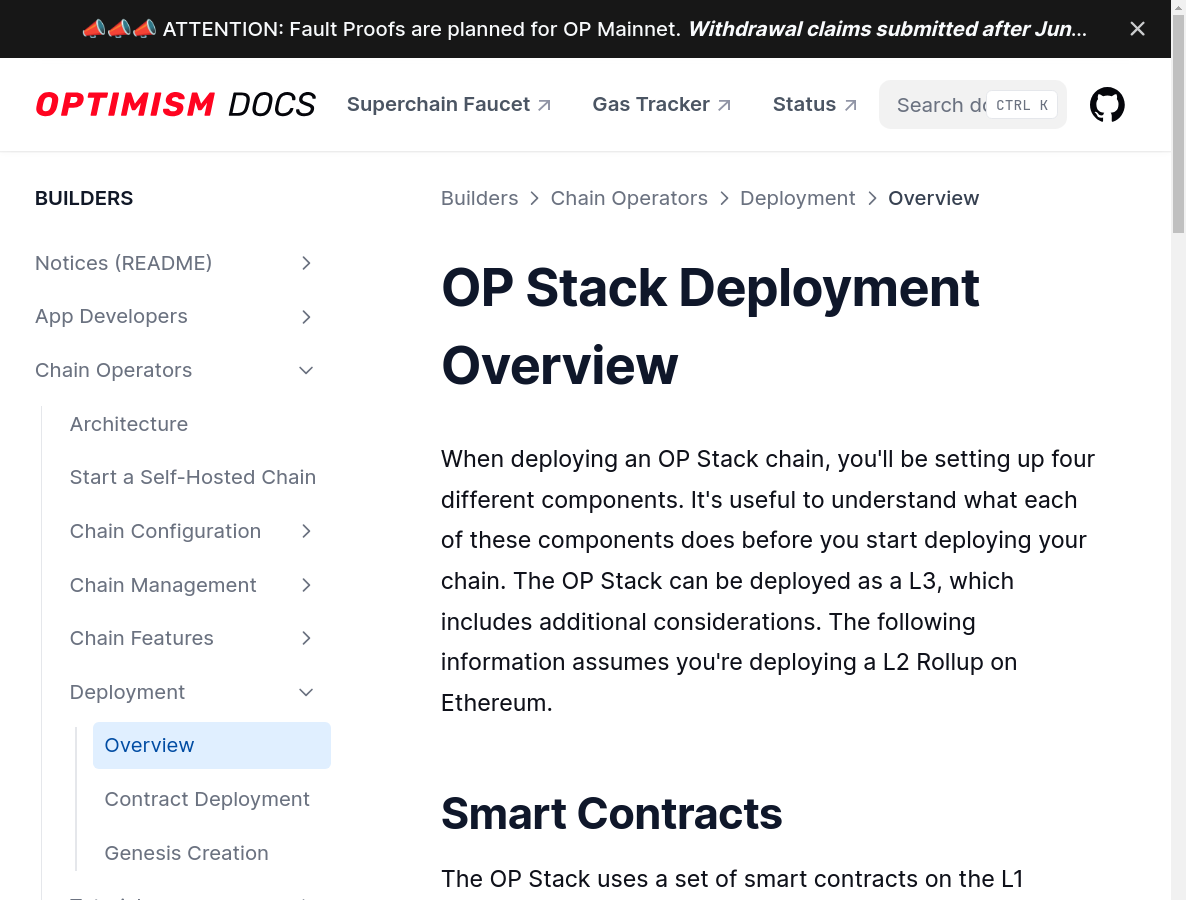 📣📣📣 ATTENTION: Fault Proofs are planned for OP Mainnet. Withdrawal claims submitted after Jun...
OPTIMISM DOCS
Superchain Faucet
Gas Tracker
Status
Search do
CTRL K
BUILDERS
Notices (README)
App Developers
Chain Operators
Architecture
Start a Self-Hosted Chain
Chain Configuration
Chain Management
Chain Features
Deployment
Overview
Contract Deployment
Genesis Creation
Builders > Chain Operators > Deployment > Overview
OP Stack Deployment
Overview
When deploying an OP Stack chain, you'll be setting up four
different components. It's useful to understand what each
of these components does before you start deploying your
chain. The OP Stack can be deployed as a L3, which
includes additional considerations. The following
information assumes you're deploying a L2 Rollup on
Ethereum.
Smart Contracts
The OP Stack uses a set of smart contracts on the L1